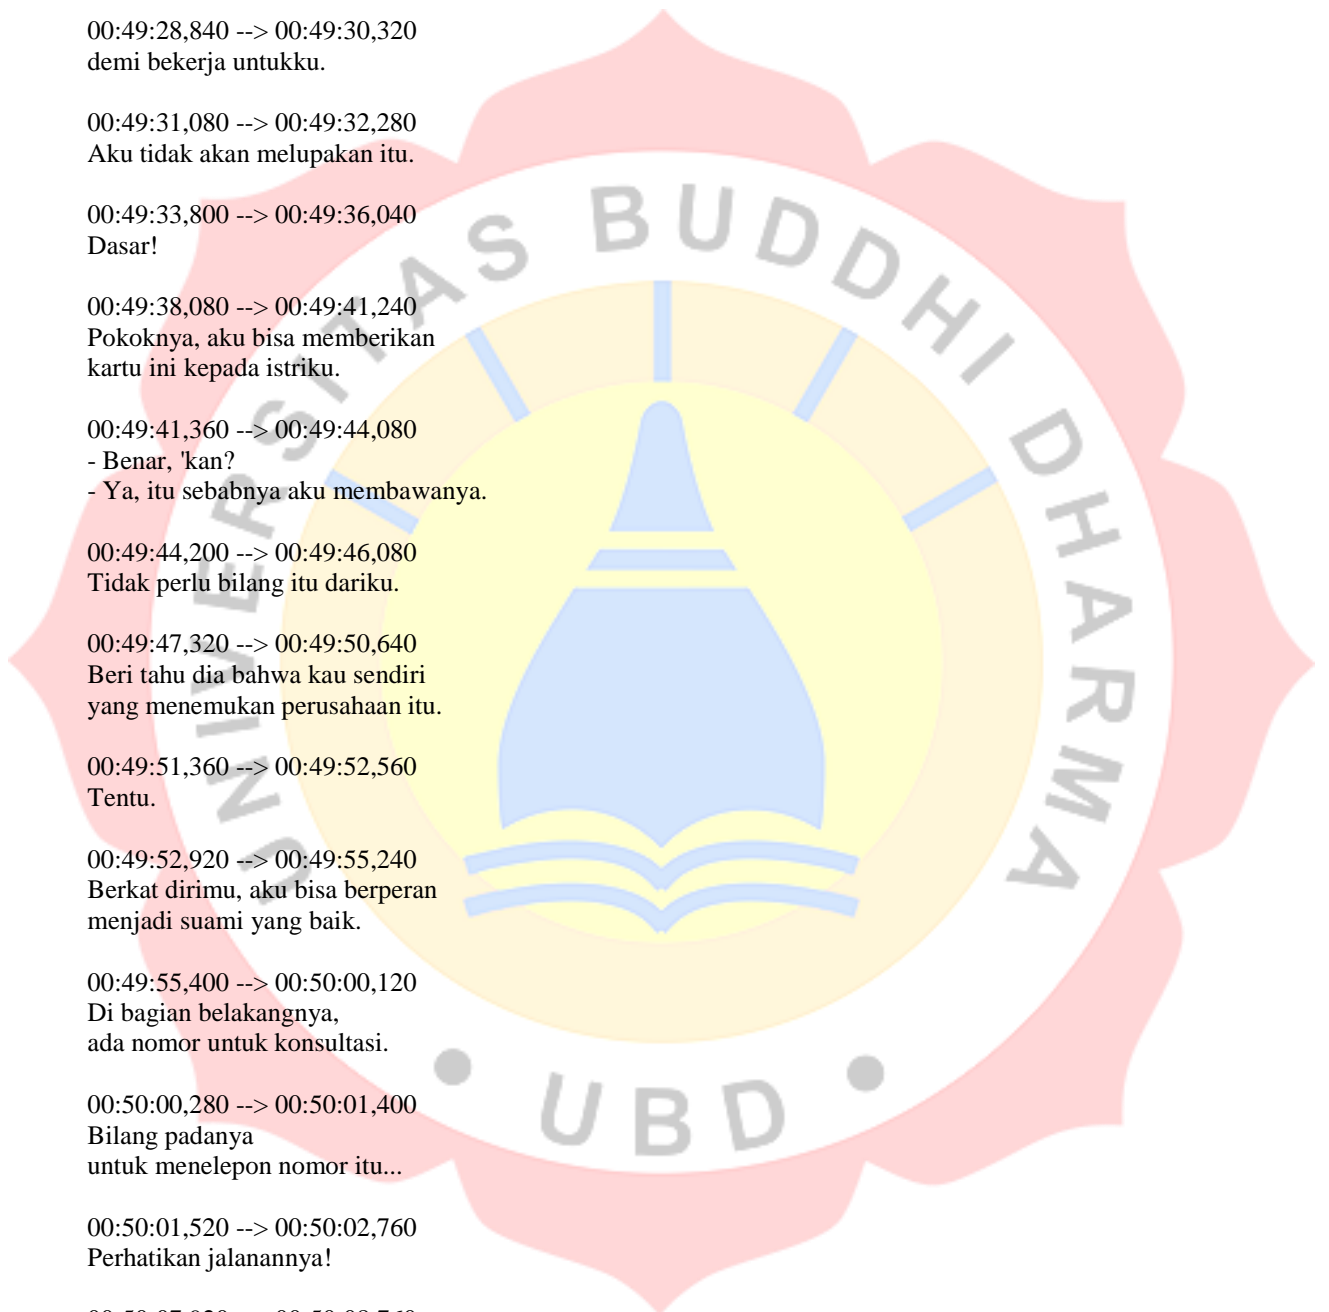 00:49:28,840 --> 00:49:30,320
demi bekerja untukku.
00:49:31,080 --> 00:49:32,280
Aku tidak akan melupakan itu.
00:49:33,800 --> 00:49:36,040
Dasar!
00:49:38,080 --> 00:49:41,240
Pokoknya, aku bisa memberikan
kartu ini kepada istriku.
00:49:41,360 --> 00:49:44,080
- Benar, 'kan?
- Ya, itu sebabnya aku membawanya.
00:49:44,200 --> 00:49:46,080
Tidak perlu bilang itu dariku.
00:49:47,320 --> 00:49:50,640
Beri tahu dia bahwa kau sendiri
yang menemukan perusahaan itu.
00:49:51,360 --> 00:49:52,560
Tentu.
00:49:52,920 --> 00:49:55,240
Berkat dirimu, aku bisa berperan
menjadi suami yang baik.
00:49:55,400 --> 00:50:00,120
Di bagian belakangnya,
ada nomor untuk konsultasi.
00:50:00,280 --> 00:50:01,400
Bilang padanya
untuk menelepon nomor itu...
00:50:01,520 --> 00:50:02,760
Perhatikan jalanannya!
UNIVERSITAS BUDDHI DHARMA
• UBD •